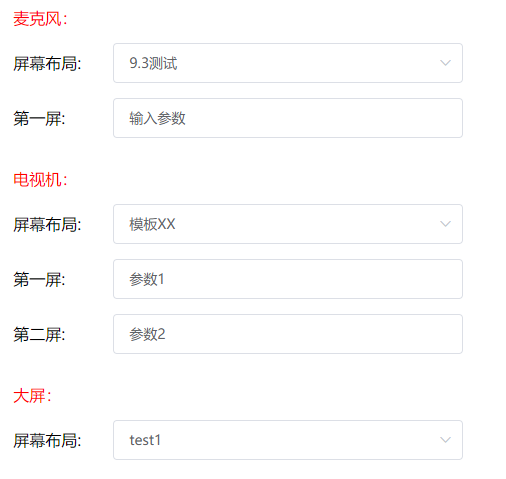 麦克风:
屏幕布局: 9.3测试
第一屏: 输入参数
电视机:
屏幕布局: 模板XX
第一屏: 参数1
第二屏: 参数2
大屏:
屏幕布局: test1